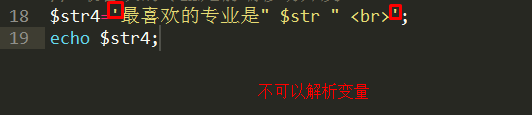 18 $str4='最喜欢的专业是" $str " <br>';
19 echo $str4;
不可以解析变量